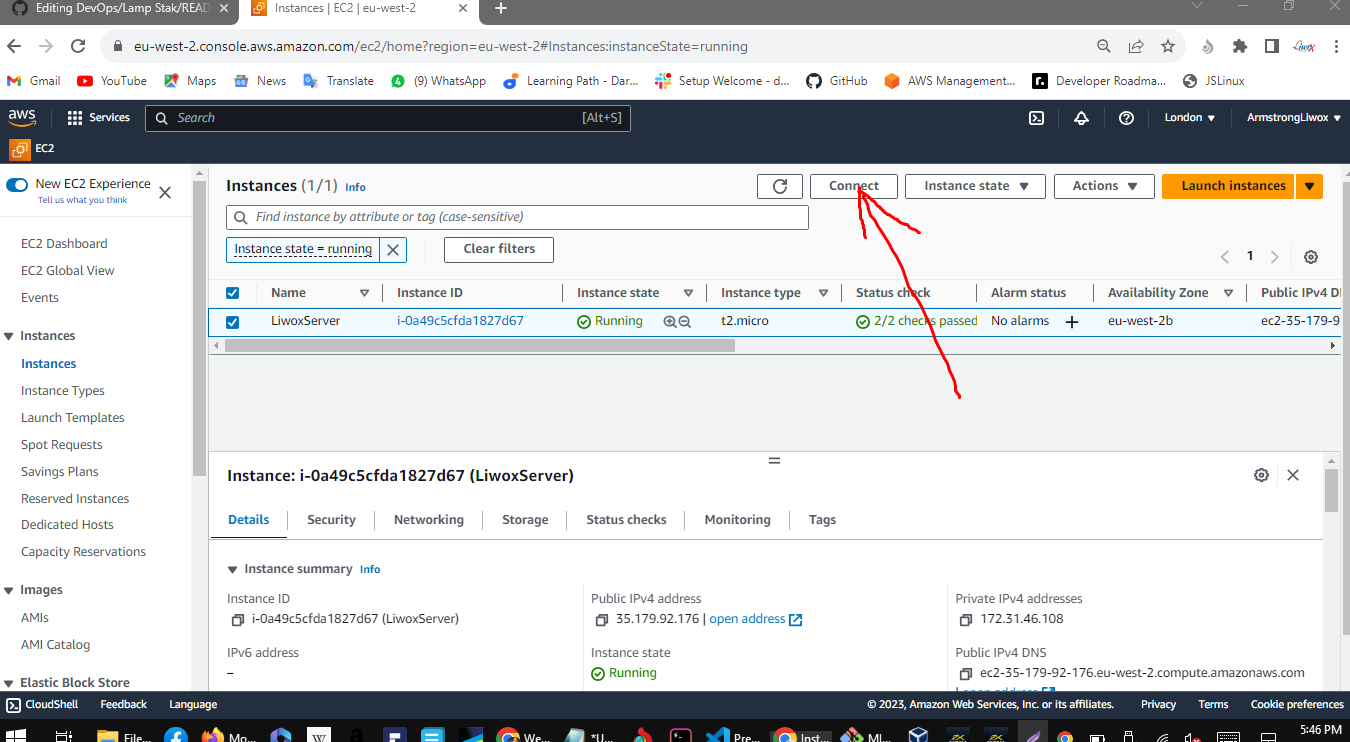 Editing DevOps/Lamp Stak/READ
Instances | EC2 | eu-west-2
eu-west-2.console.aws.amazon.com/ec2/home?region=eu-west-2#Instances:instanceState=running
Gmail YouTube Maps News Translate (9) WhatsApp Learning Path - Dar... Setup Welcome - d... GitHub AWS Management... Developer Roadma... JSLinux
aws Services Search [Alt+S] London ArmstrongLiwox
EC2
New EC2 Experience
Tell us what you think
EC2 Dashboard
EC2 Global View
Events
Instances
Instances
Instance Types
Launch Templates
Spot Requests
Savings Plans
Reserved Instances
Dedicated Hosts
Capacity Reservations
Images
AMIs
AMI Catalog
Elastic Block Store
Instances (1/1) Info
Connect Instance state Actions Launch instances
Find instance by attribute or tag (case-sensitive)
Instance state = running Clear filters
1
Name Instance ID Instance state Instance type Status check Alarm status Availability Zone Public IPv4 D
LiwoxServer i-0a49c5cfda1827d67 Running t2.micro 2/2 checks passed No alarms eu-west-2b ec2-35-179-9
Instance: i-0a49c5cfda1827d67 (LiwoxServer)
Details Security Networking Storage Status checks Monitoring Tags
Instance summary Info
Instance ID
i-0a49c5cfda1827d67 (LiwoxServer)
IPv6 address
–
Public IPv4 address
35.179.92.176 | open address
Instance state
Running
Private IPv4 addresses
172.31.46.108
Public IPv4 DNS
ec2-35-179-92-176.eu-west-2.compute.amazonaws.com
| open address
CloudShell Feedback Language © 2023, Amazon Web Services, Inc. or its affiliates. Privacy Terms Cookie preferences
File... Mo... W We... *U... Pre... Inst... MI... 5:46 PM